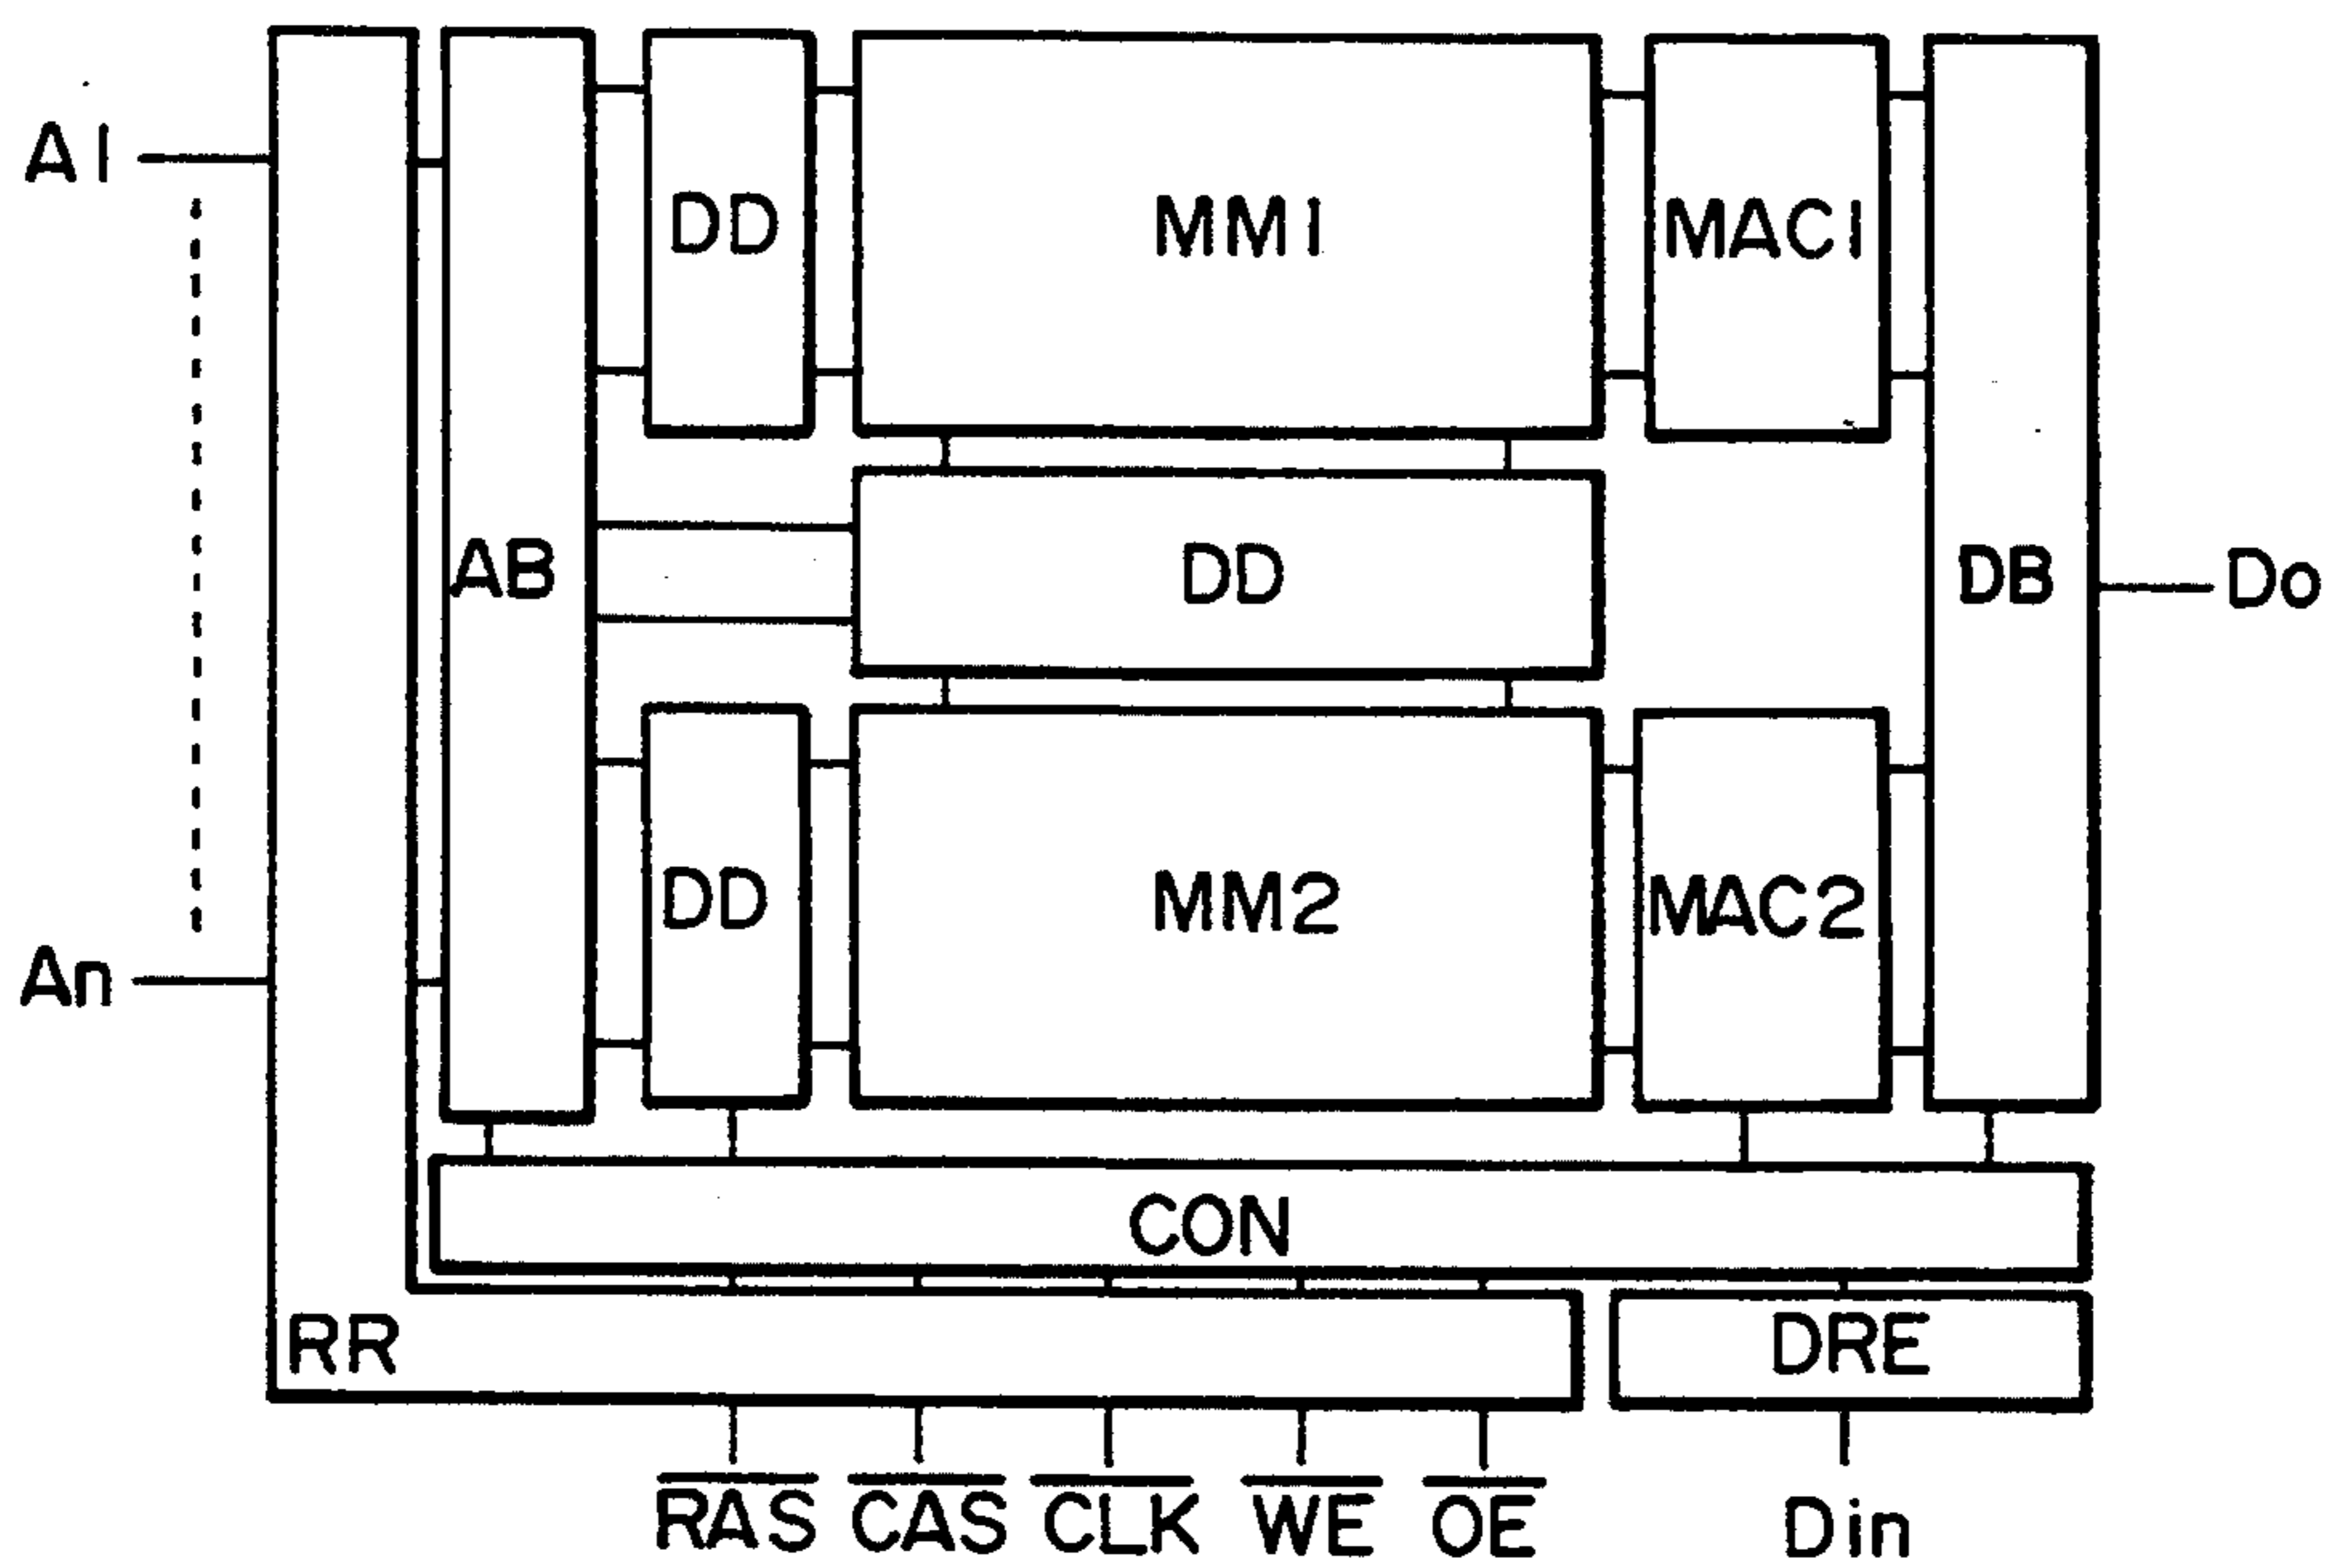 A1
DD
MM1
MAC1
AB
DD
DB
Do
DD
MM2
MAC2
An
CON
RR
DRE
RAS CAS CLK WE OE Din